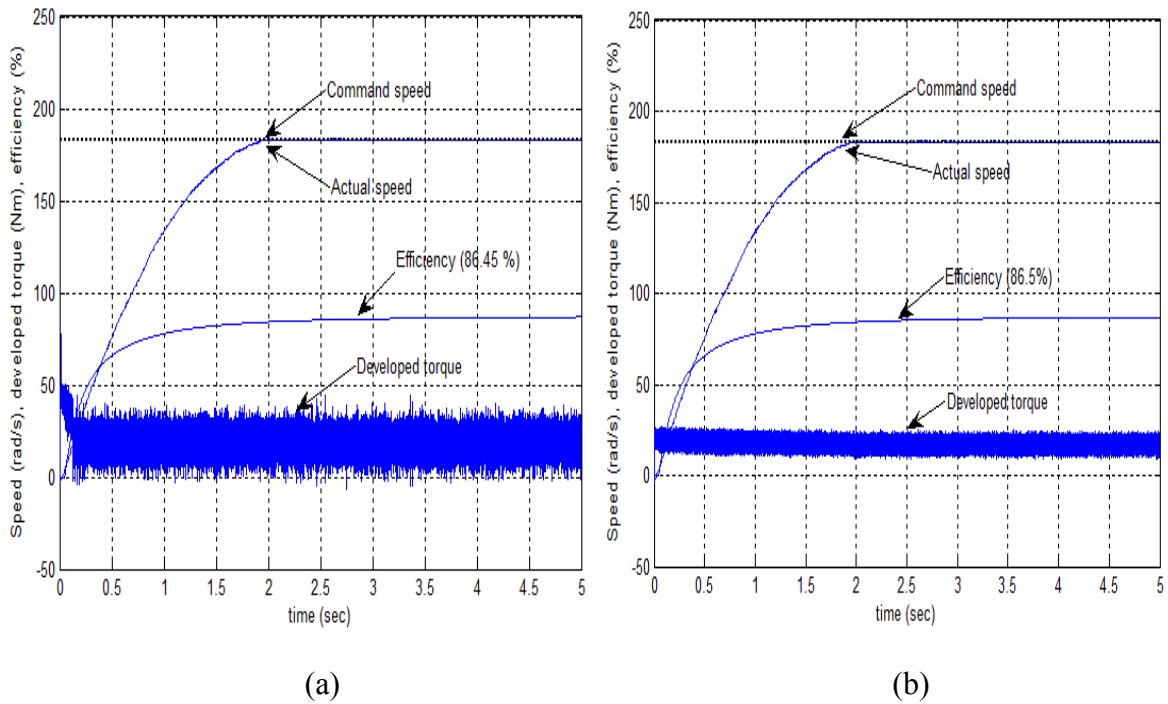 Speed (rad/s), developed torque (Nm), efficiency (%)
250
200
150
100
50
0
-50
Command speed
Actual speed
Efficiency (86.45 %)
Developed torque
0 0.5 1 1.5 2 2.5 3 3.5 4 4.5 5
time (sec)
(a)
Speed (rad/s), developed torque (Nm), efficiency (%)
250
200
150
100
50
0
-50
Command speed
Actual speed
Efficiency (86.5%)
Developed torque
0 0.5 1 1.5 2 2.5 3 3.5 4 4.5 5
time (sec)
(b)